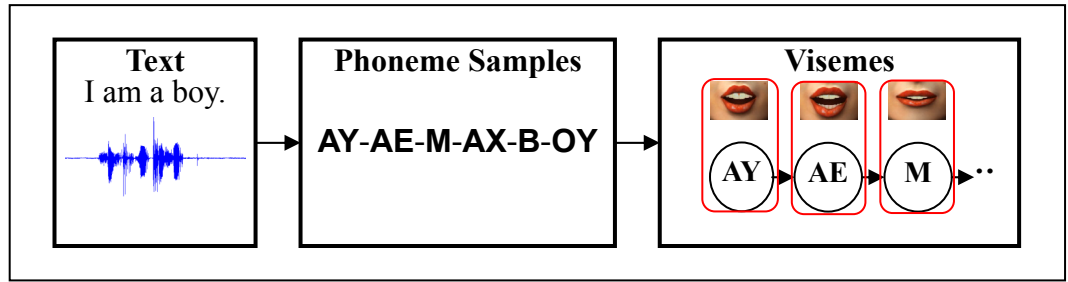 Text
I am a boy.
Phoneme Samples
AY-AE-M-AX-B-OY
Visemes
AY AE M ..